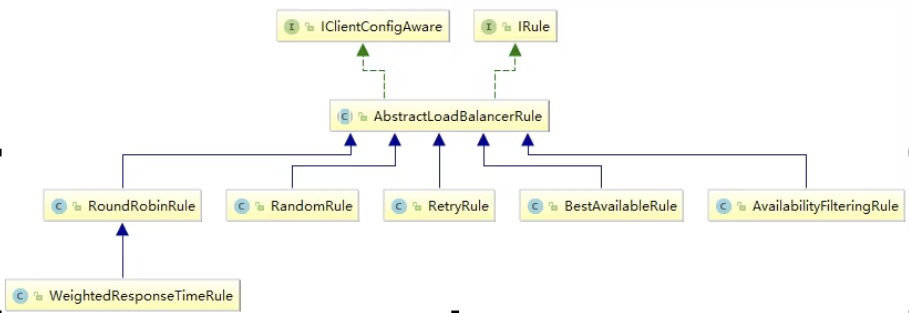 I IClientConfigAware
I IRule
C AbstractLoadBalancerRule
C RoundRobinRule
C RandomRule
C RetryRule
C BestAvailableRule
C AvailabilityFilteringRule
C WeightedResponseTimeRule